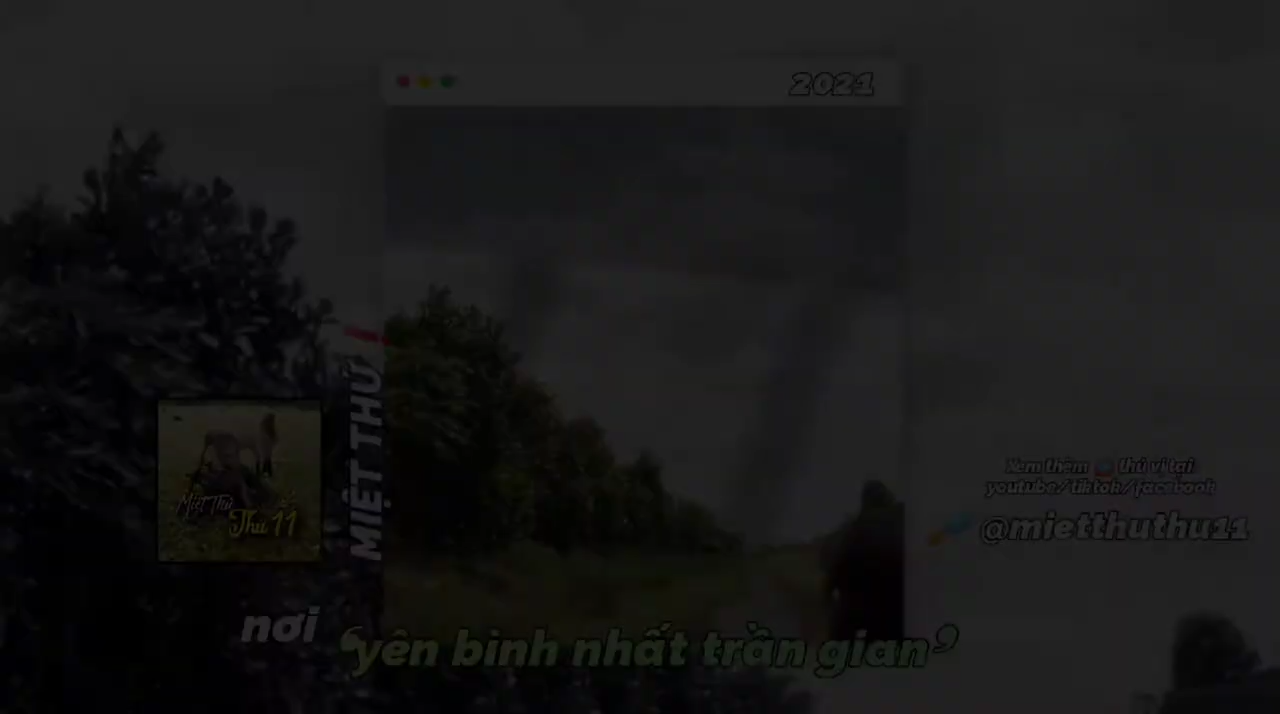 2021
MIỆT THỨ
Miệt Thứ
Thứ 11
Xem thêm thú vị tại
youtube/tiktok/facebook
@mietthuthu11
nơi
‘yên bình nhất trần gian’